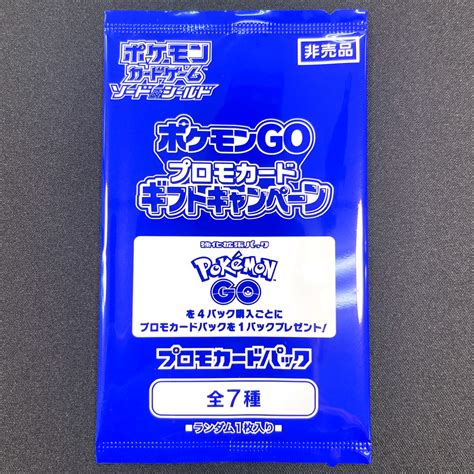 ポケモン
カードゲーム
ソード&シールド
非売品
ポケモンGO
プロモカード
ギフトキャンペーン
強化拡張パック
Pokémon
GO
を4パック購入ごとに
プロモカードパックを1パックプレゼント!
プロモカードパック
全7種
■ランダム1枚入り■